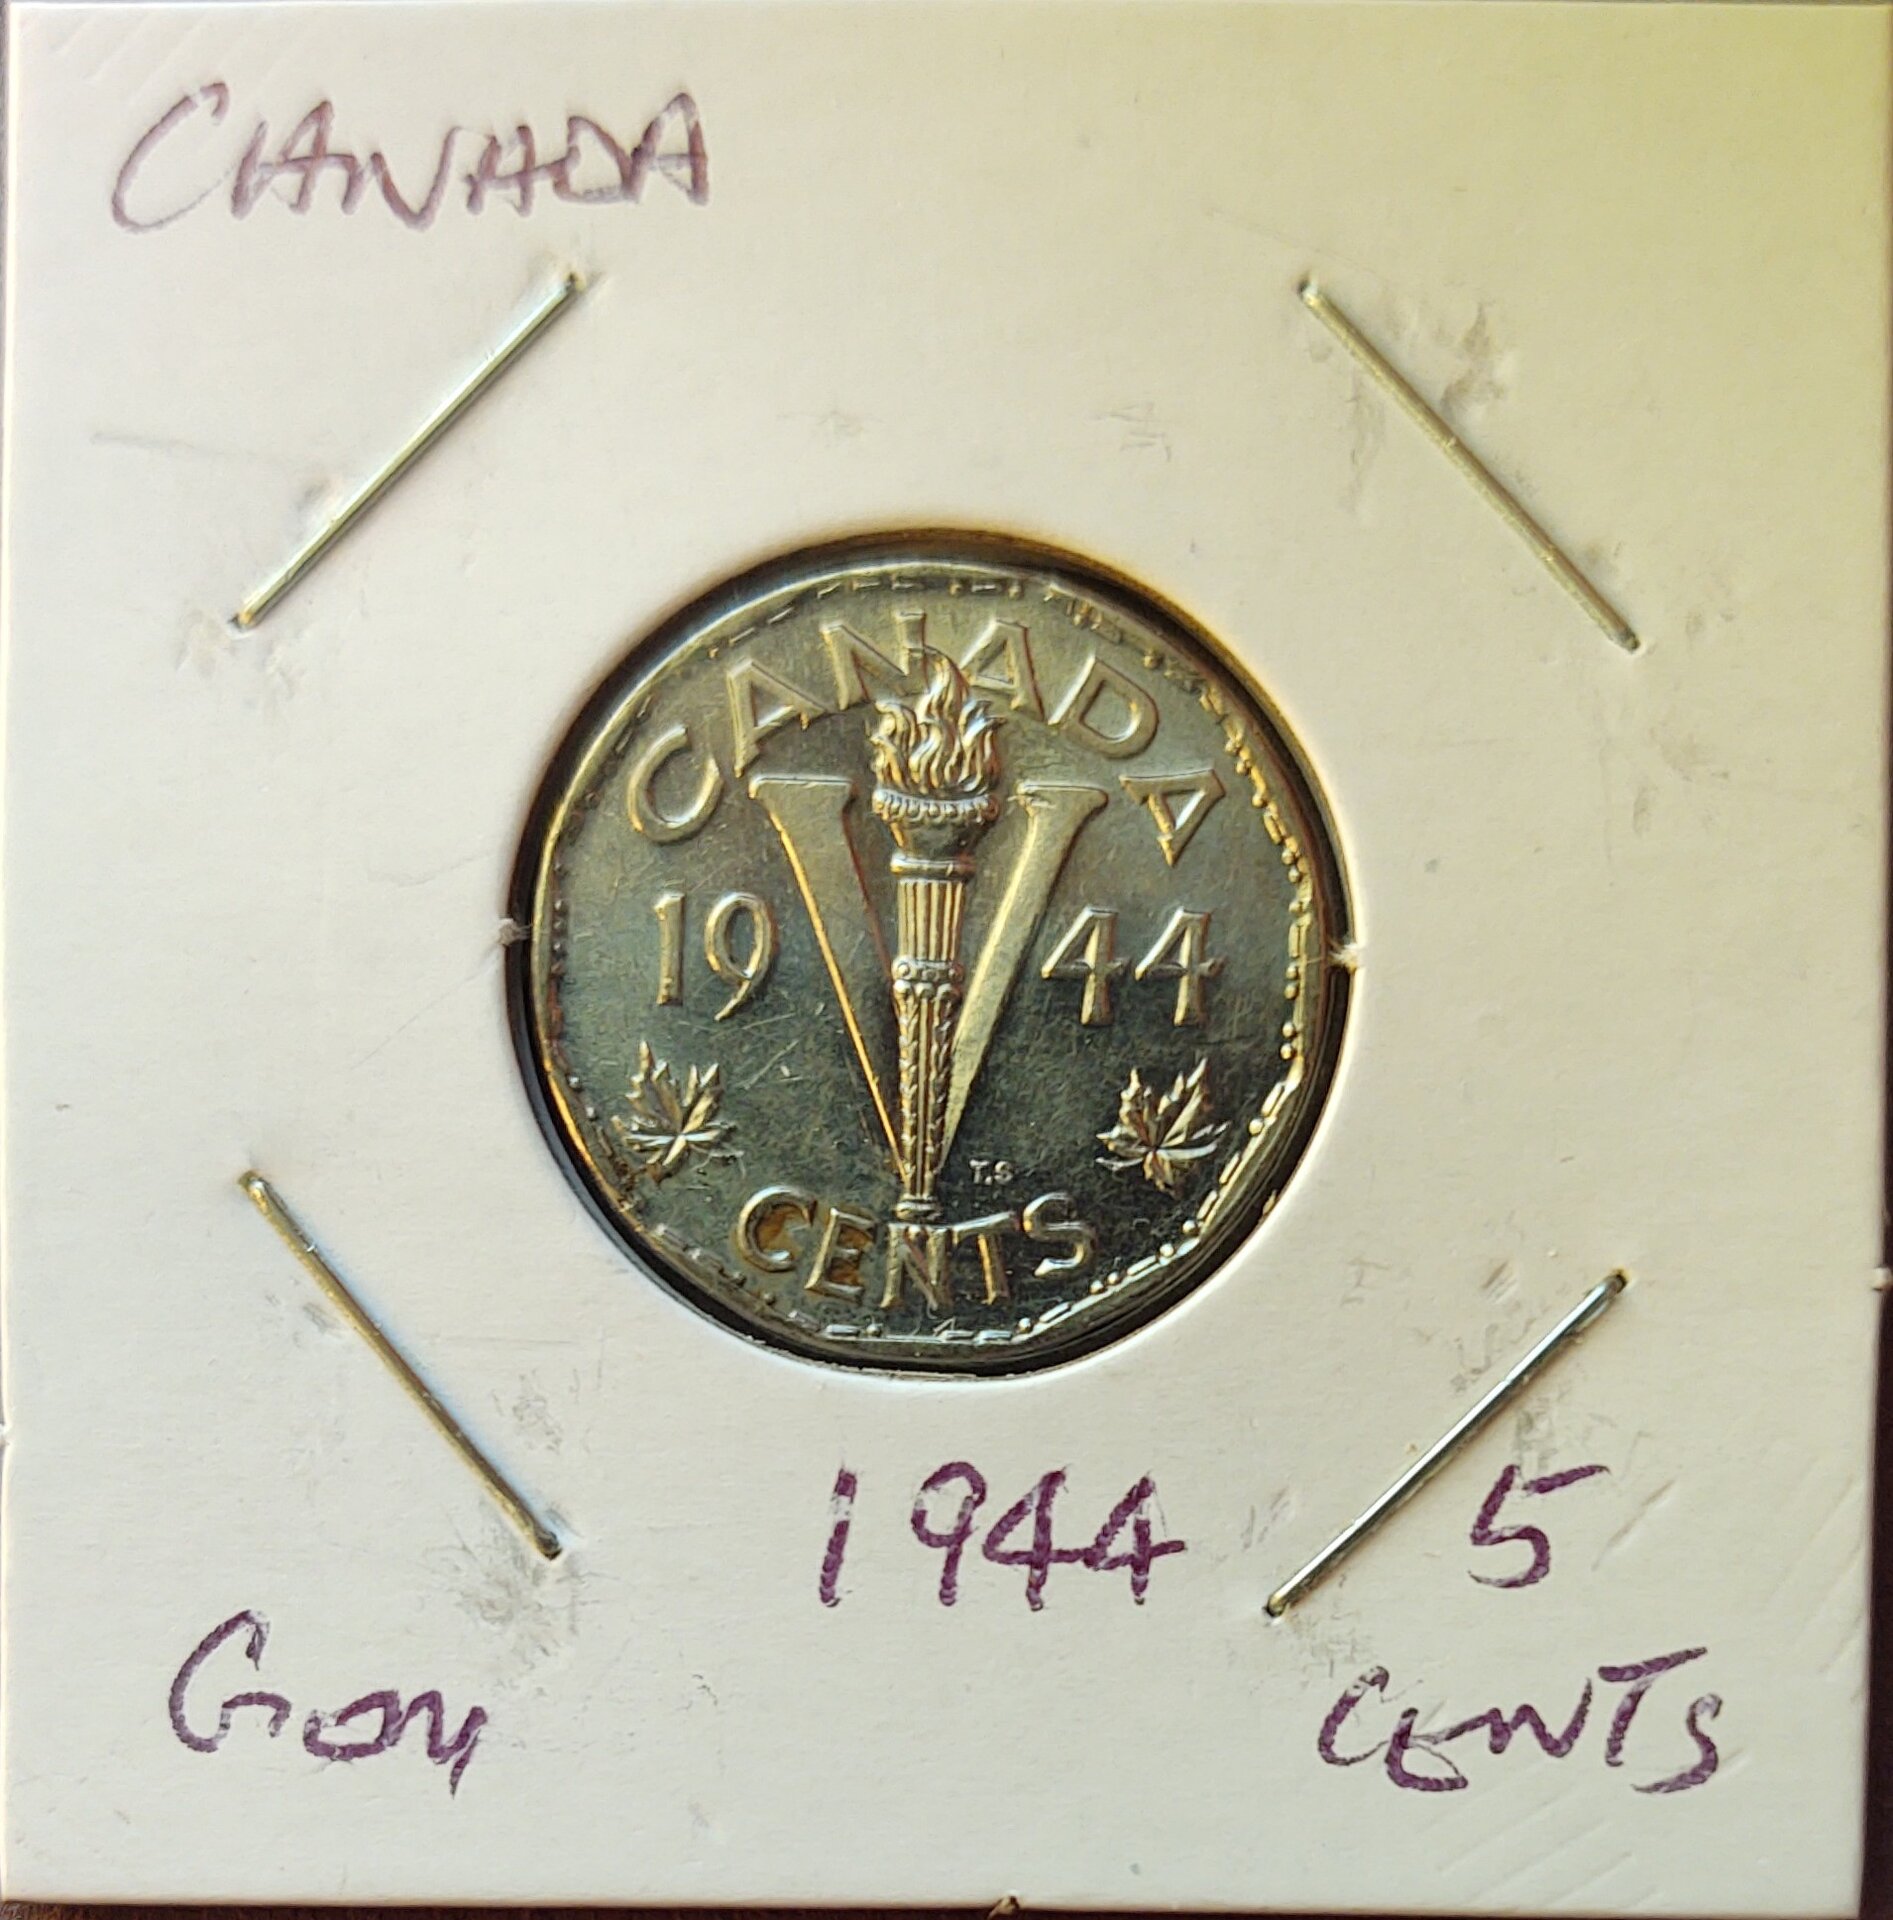 CANADA
CANADA
19 V 44
T.S
CENTS
1944 5
CENTS